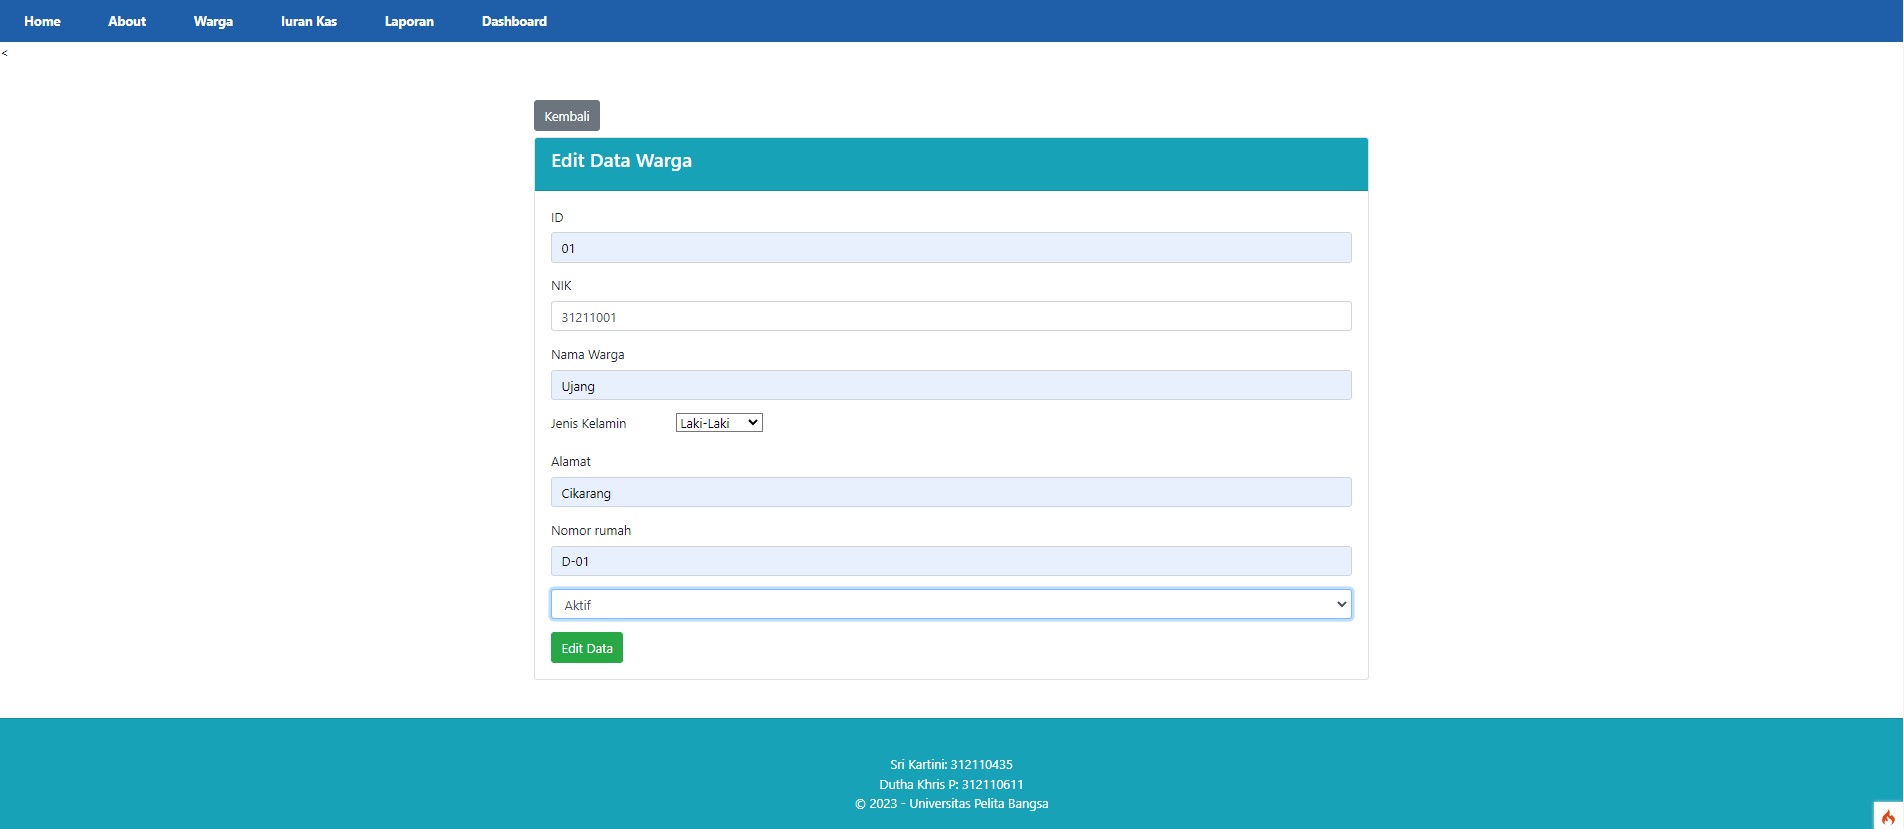 Home About Warga Iuran Kas Laporan Dashboard
<
Kembali
Edit Data Warga
ID
01
NIK
31211001
Nama Warga
Ujang
Jenis Kelamin Laki-Laki
Alamat
Cikarang
Nomor rumah
D-01
Aktif
Edit Data
Sri Kartini: 312110435
Dutha Khris P: 312110611
© 2023 - Universitas Pelita Bangsa